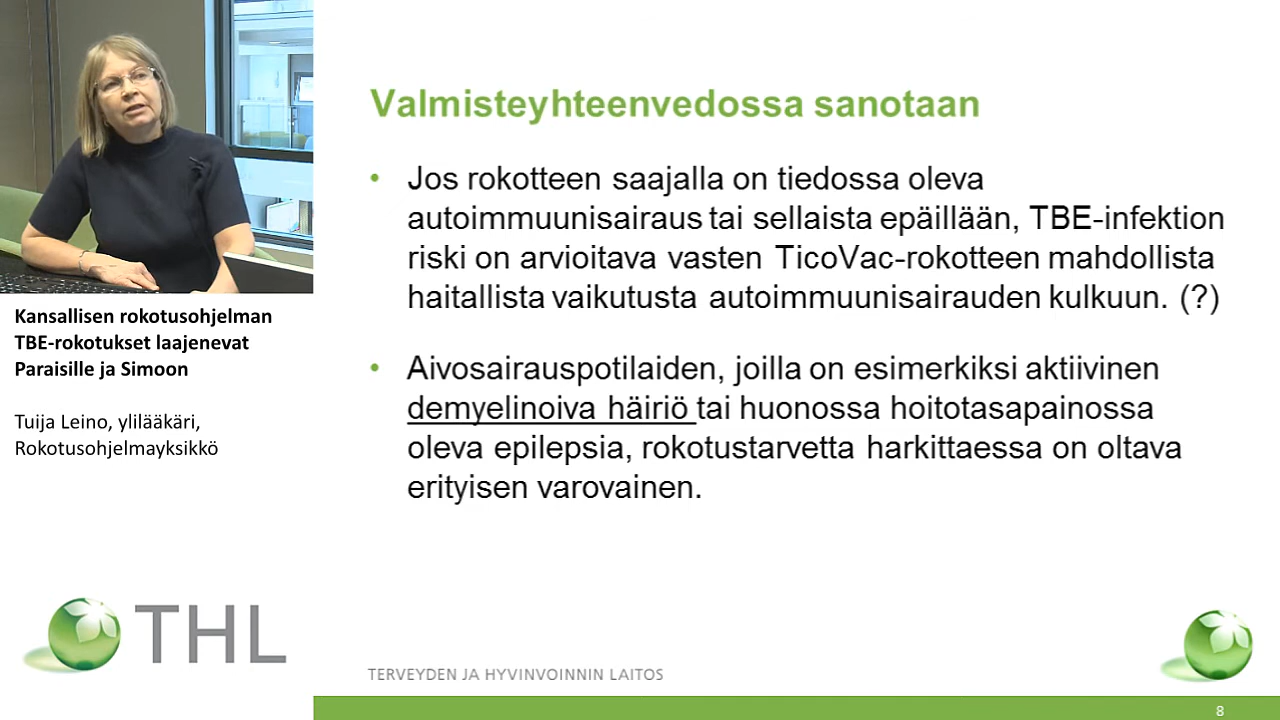 Kansallisen rokotusohjelman
TBE-rokotukset laajenevat
Paraisille ja Simoon
Tuija Leino, ylilääkäri,
Rokotusohjelmayksikkö
THL
Valmisteyhteenvedossa sanotaan
• Jos rokotteen saajalla on tiedossa oleva
autoimmuunisairaus tai sellaista epäillään, TBE-infektion
riski on arvioitava vasten TicoVac-rokotteen mahdollista
haitallista vaikutusta autoimmuunisairauden kulkuun. (?)
• Aivosairauspotilaiden, joilla on esimerkiksi aktiivinen
demyelinoiva häiriö tai huonossa hoitotasapainossa
oleva epilepsia, rokotustarvetta harkittaessa on oltava
erityisen varovainen.
TERVEYDEN JA HYVINVOINNIN LAITOS
8